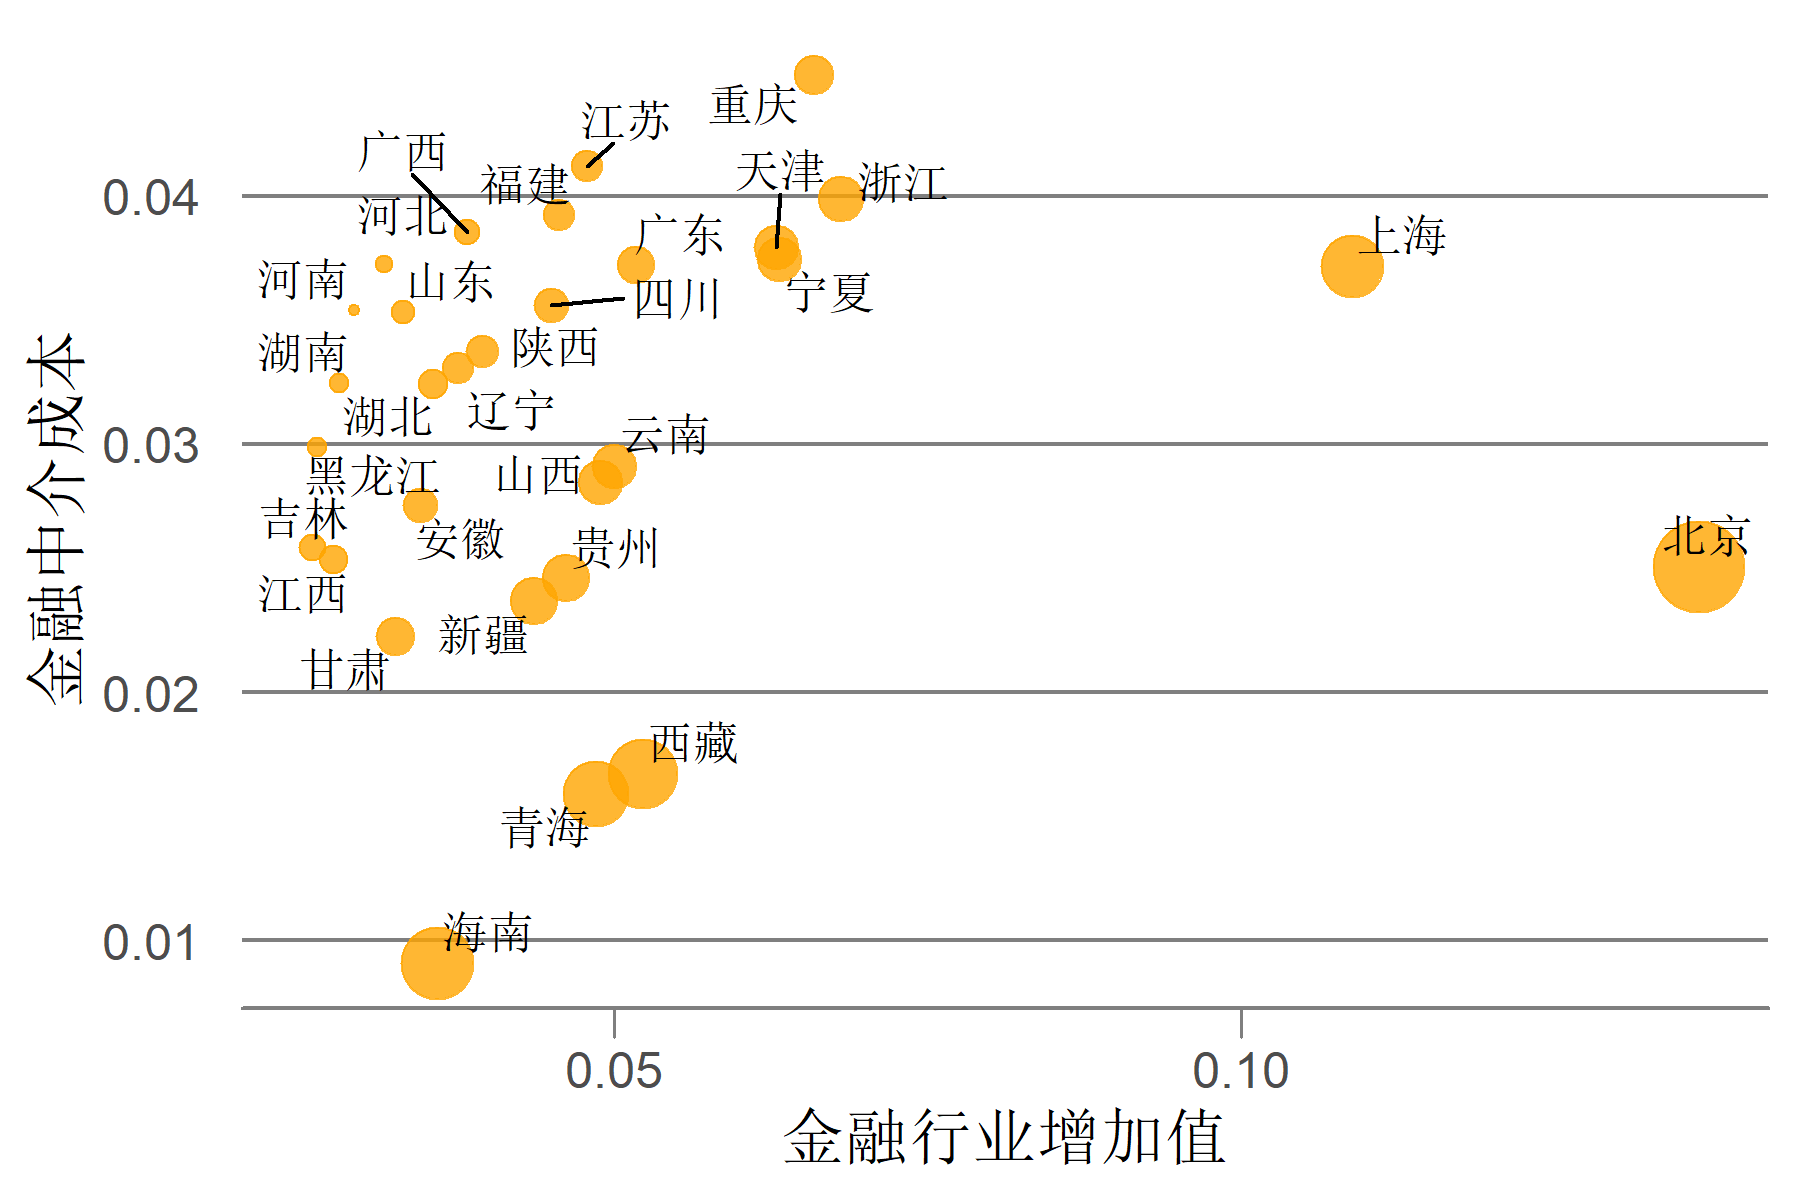 江苏
重庆
广西
福建
天津
浙江
0.04
河北
广东
上海
河南
山东
四川
宁夏
湖南
陕西
湖北
辽宁
云南
0.03
黑龙江
山西
吉林
安徽
贵州
北京
江西
新疆
甘肃
0.02
西藏
青海
海南
0.01
金融中介成本
0.05
0.10
金融行业增加值